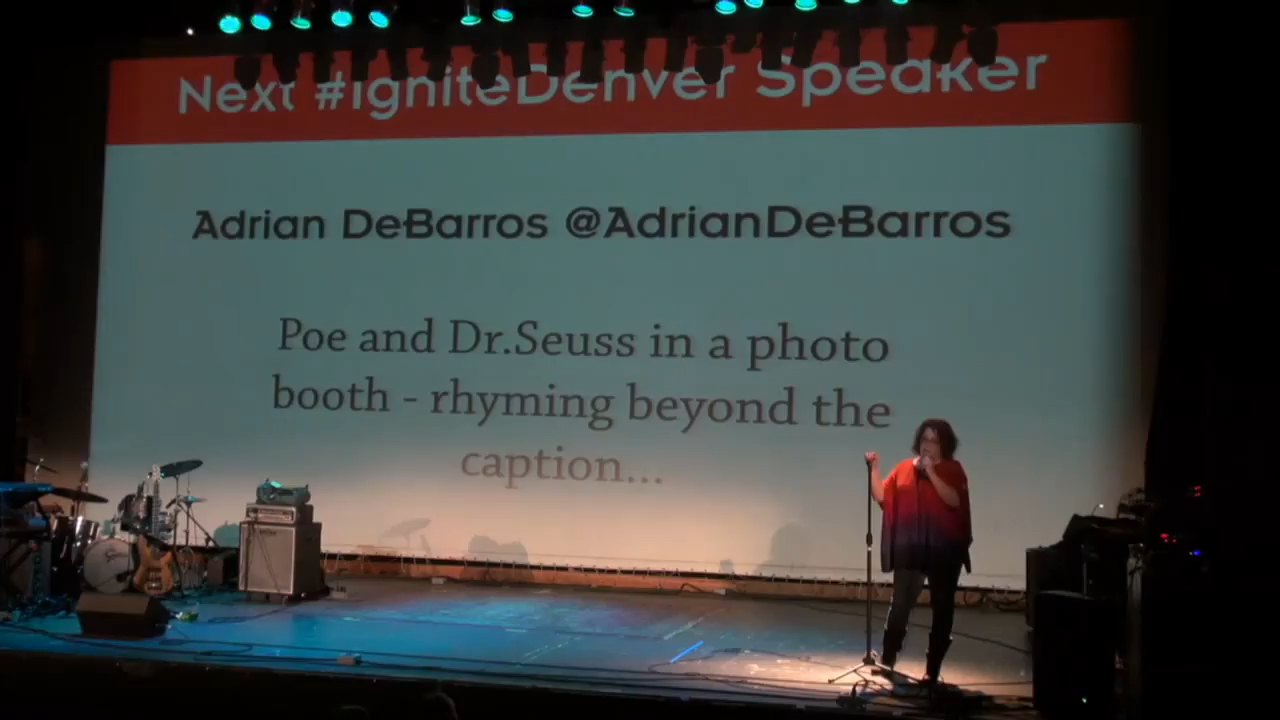 Next #IgniteDenver Speaker
Adrian DeBarros @AdrianDeBarros
Poe and Dr.Seuss in a photo
booth - rhyming beyond the
caption...